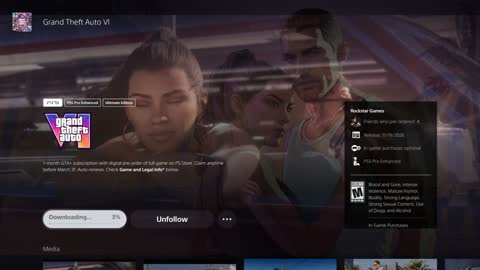 Grand Theft Auto VI
PS5
PS5 Pro Enhanced
Ultimate Edition
grand theft auto VI
1-month GTA+ subscription with digital pre-order of full game on PS Store. Claim anytime
before March 31. Auto-renews. Check Game and Legal Info* below.
Downloading... 3%
Unfollow
...
Media
Rockstar Games
Friends who pre-ordered: 4
Release: 11/19/2026
In-game purchases optional
PS5 Pro Enhanced
M
Blood and Gore, Intense
Violence, Mature Humor,
Nudity, Strong Language,
Strong Sexual Content, Use
of Drugs and Alcohol
In-Game Purchases